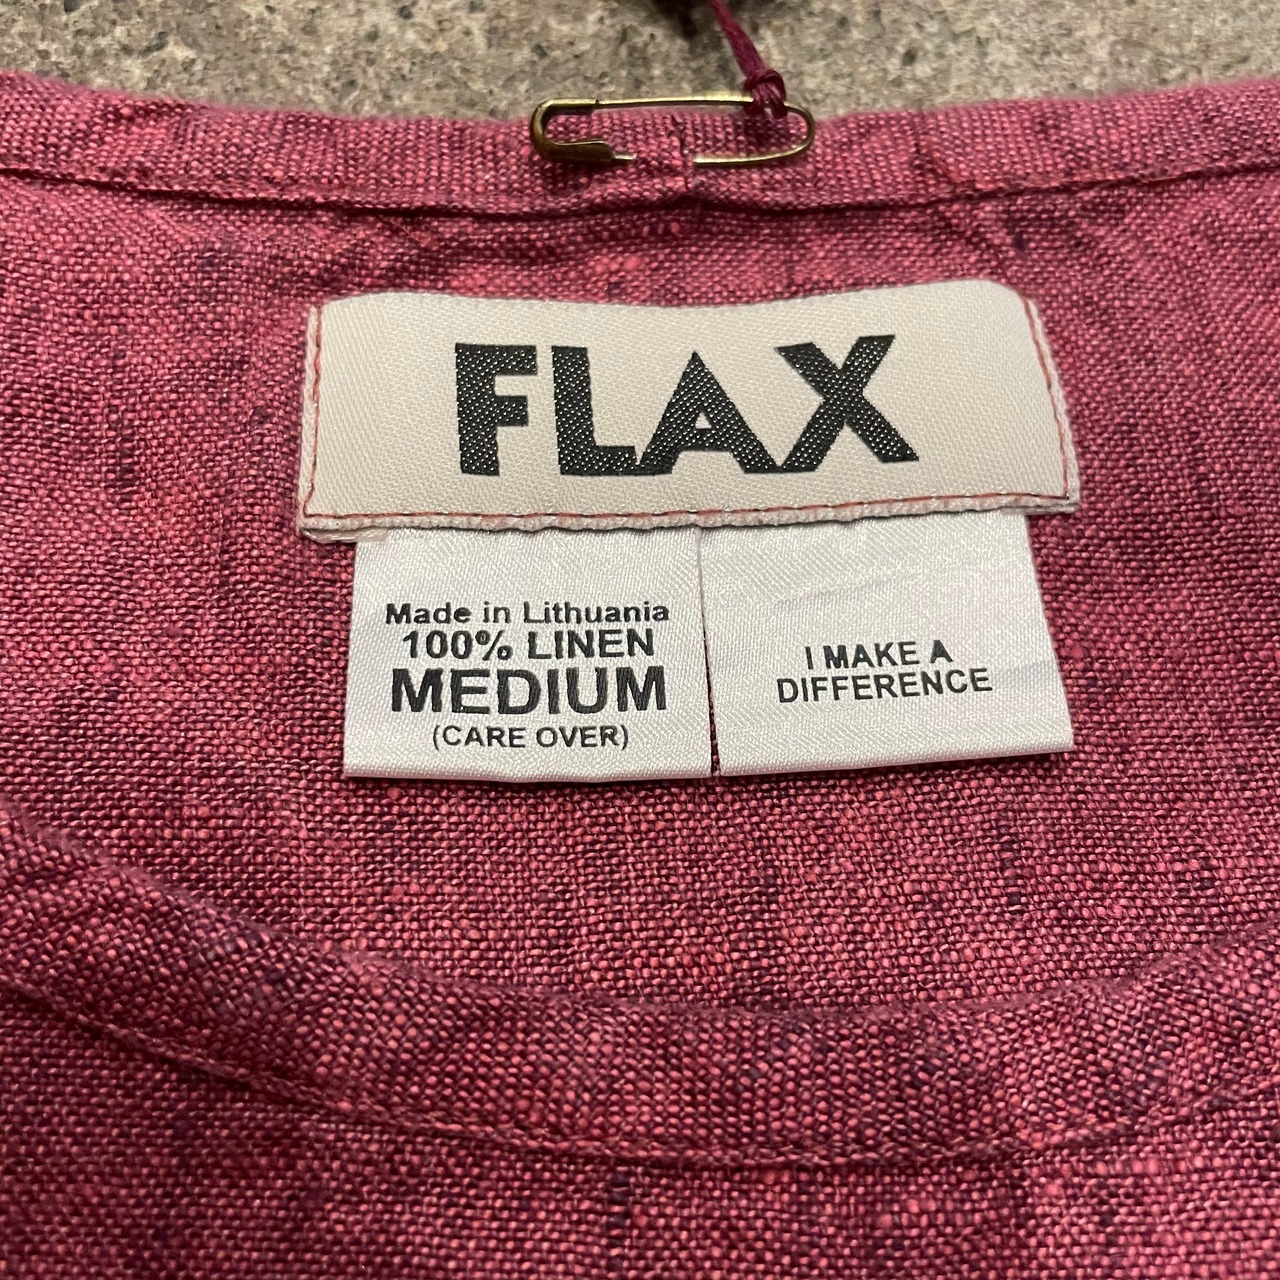 FLAX
Made in Lithuania
100% LINEN
MEDIUM
(CARE OVER)
I MAKE A
DIFFERENCE